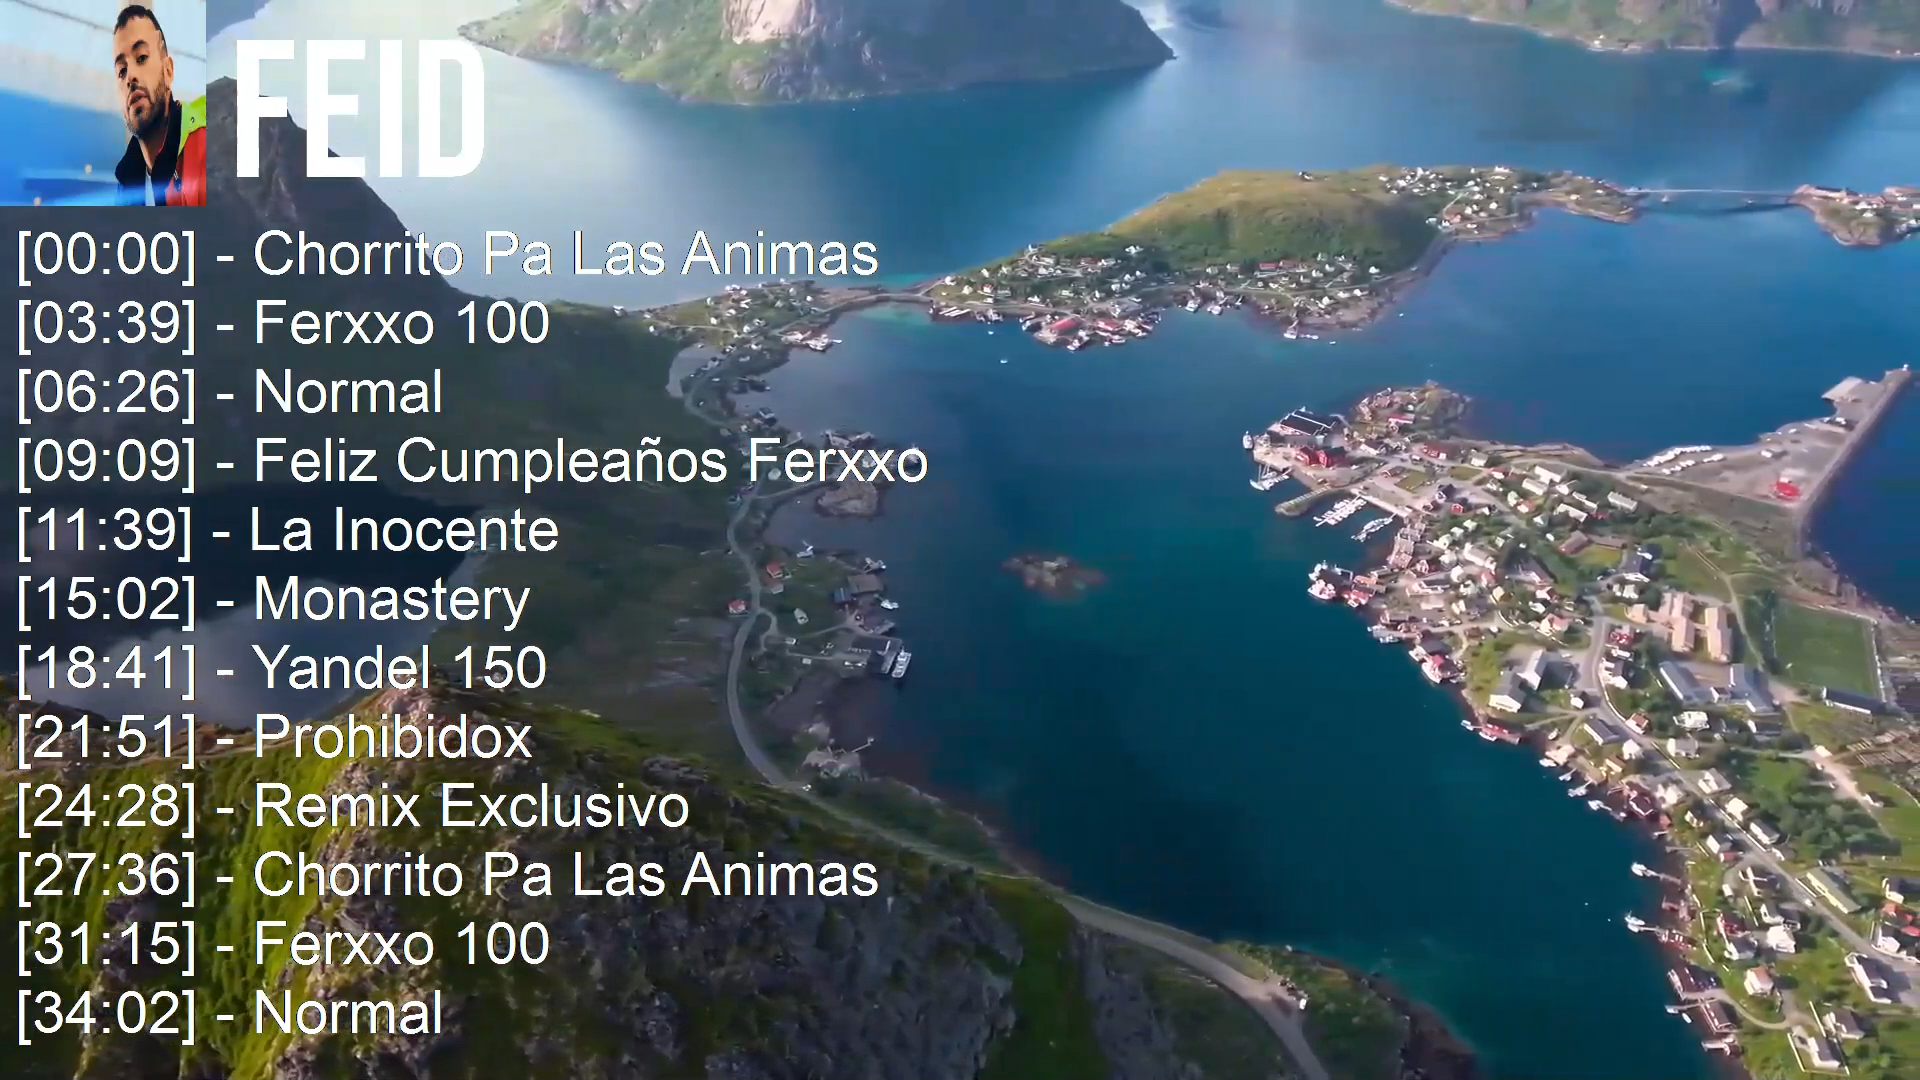 FEID
[00:00] - Chorrito Pa Las Animas
[03:39] - Ferxxo 100
[06:26] - Normal
[09:09] - Feliz Cumpleaños Ferxxo
[11:39] - La Inocente
[15:02] - Monastery
[18:41] - Yandel 150
[21:51] - Prohibidox
[24:28] - Remix Exclusivo
[27:36] - Chorrito Pa Las Animas
[31:15] - Ferxxo 100
[34:02] - Normal